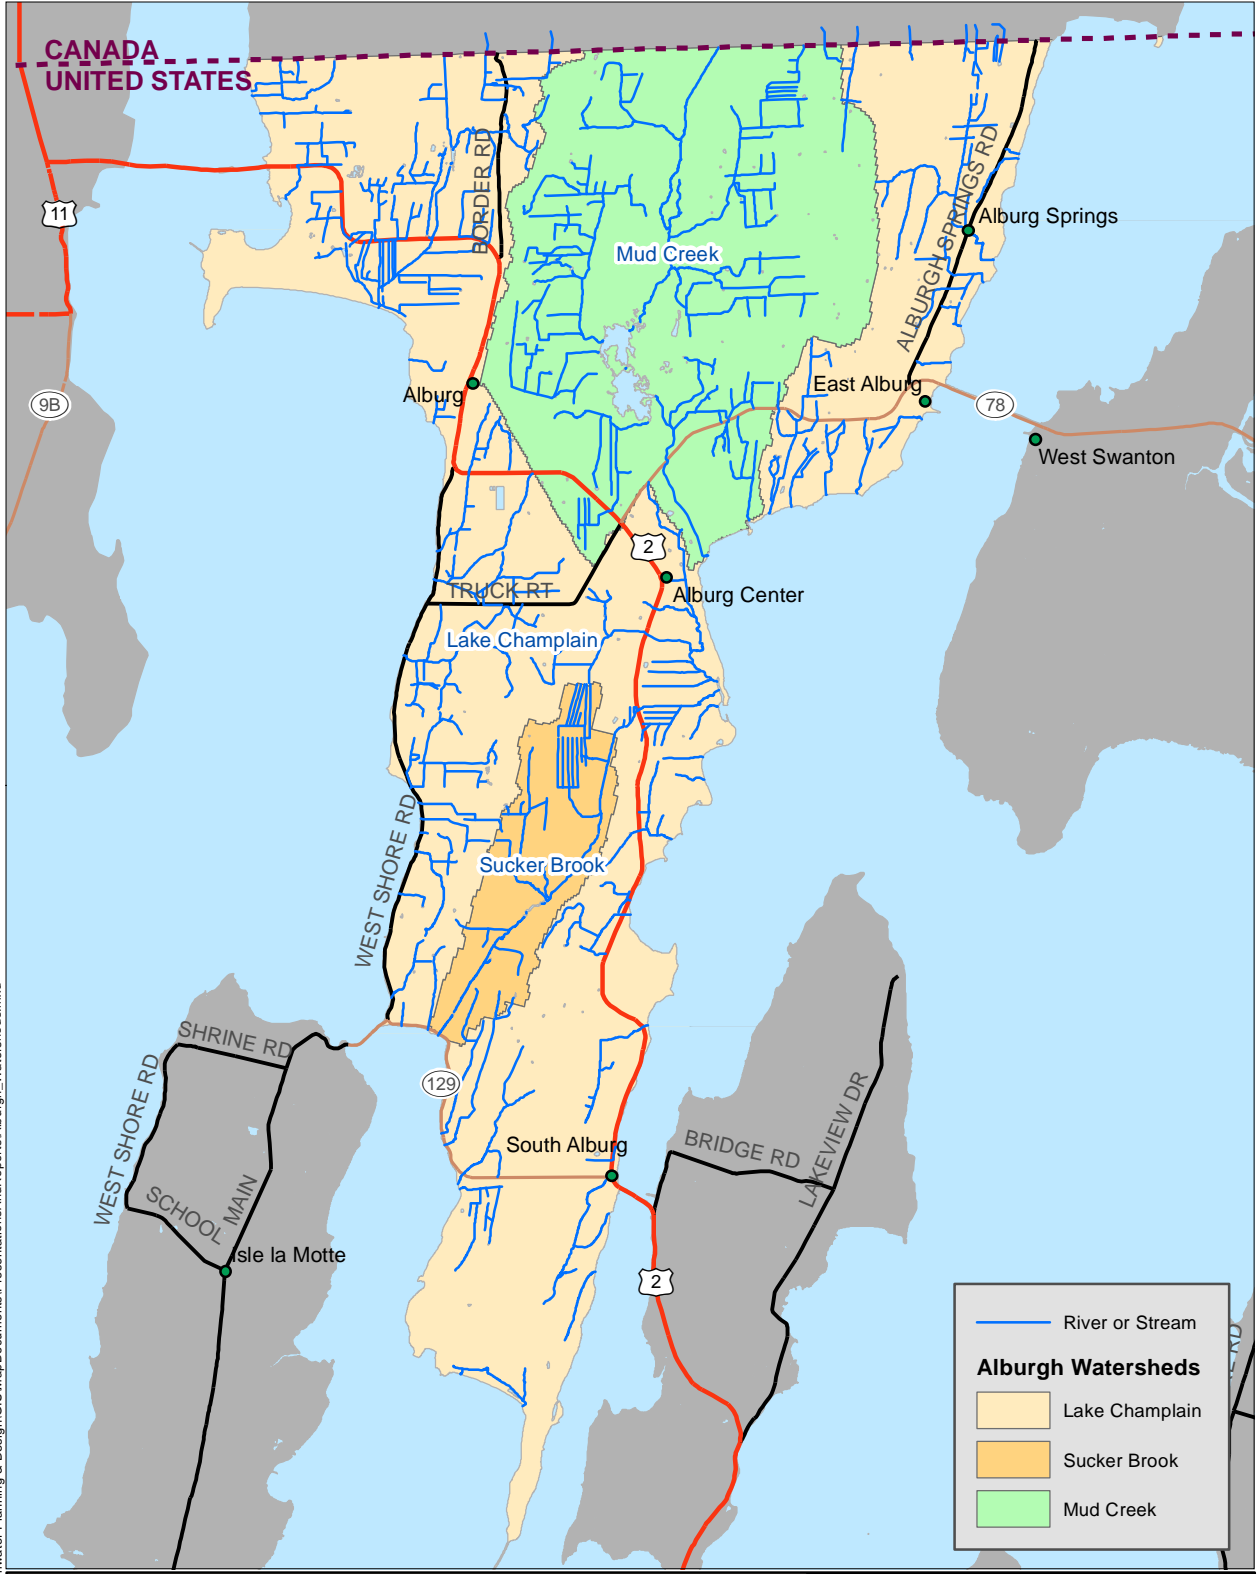 CANADA
UNITED STATES
11
BORDER RD
ALBURGH SPRINGS RD
Alburg Springs
Mud Creek
9B
Alburg
East Alburg
78
West Swanton
2
TRUCK RT
Alburg Center
Lake Champlain
WEST SHORE RD
Sucker Brook
SHRINE RD
WEST SHORE RD
129
South Alburg
BRIDGE RD
LAKEVIEW DR
SCHOOL
MAIN
Isle la Motte
2
River or Stream
Alburgh Watersheds
Lake Champlain
Sucker Brook
Mud Creek
RD